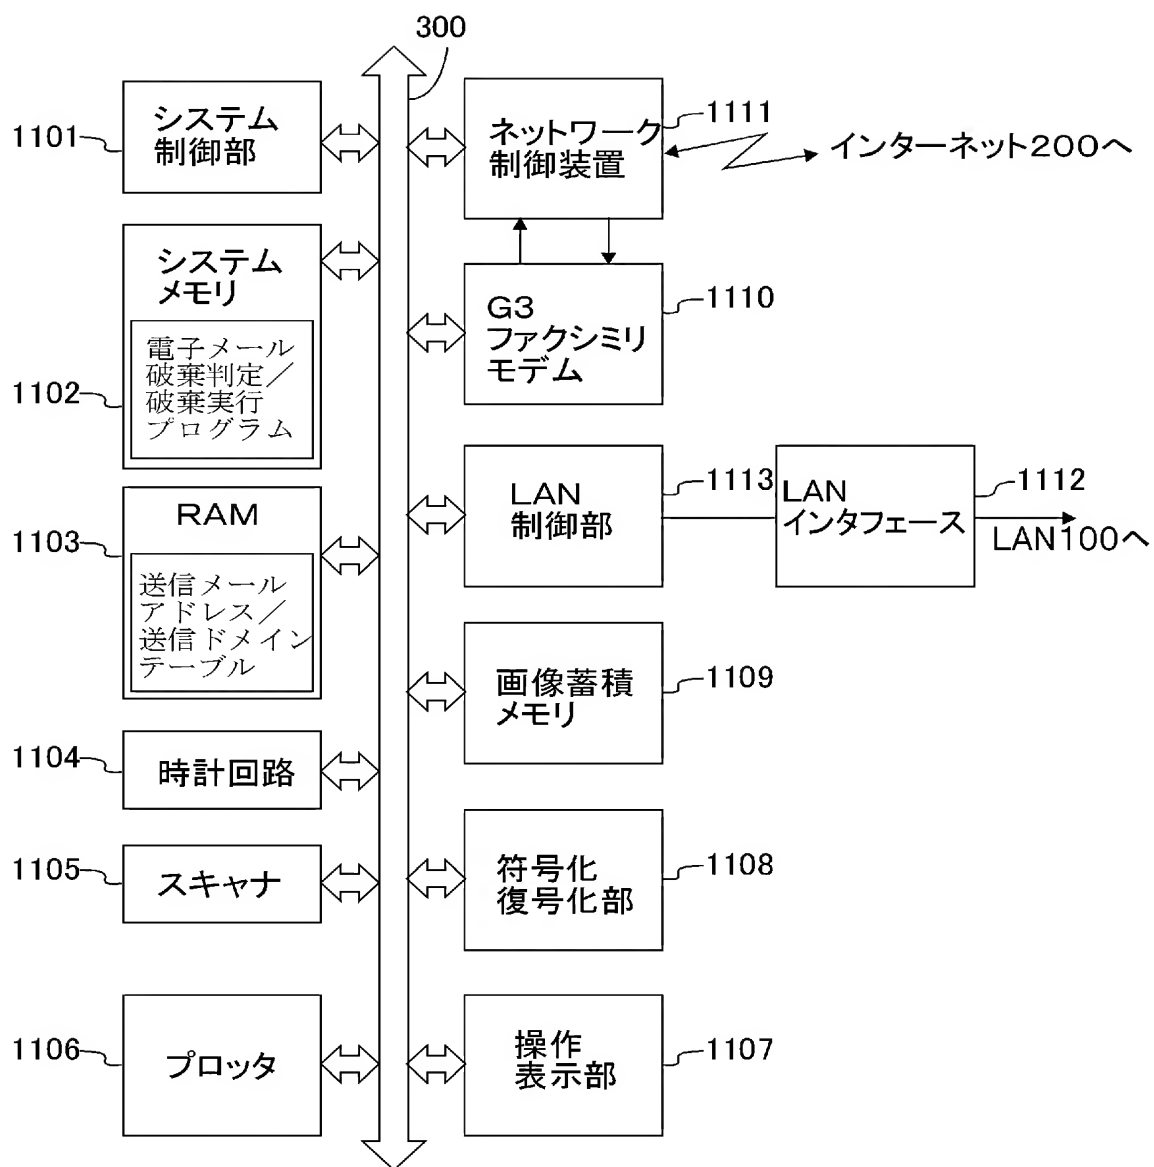 300
1101
システム
制御部
ネットワーク
制御装置
1111
インターネット200へ
1102
システム
メモリ
電子メール
破棄判定／
破棄実行
プログラム
G3
ファクシミリ
モデム
1110
1103
RAM
送信メール
アドレス／
送信ドメイン
テーブル
LAN
制御部
1113
LAN
インタフェース
1112
LAN100へ
画像蓄積
メモリ
1109
1104
時計回路
1105
スキャナ
符号化
復号化部
1108
1106
プロッタ
操作
表示部
1107